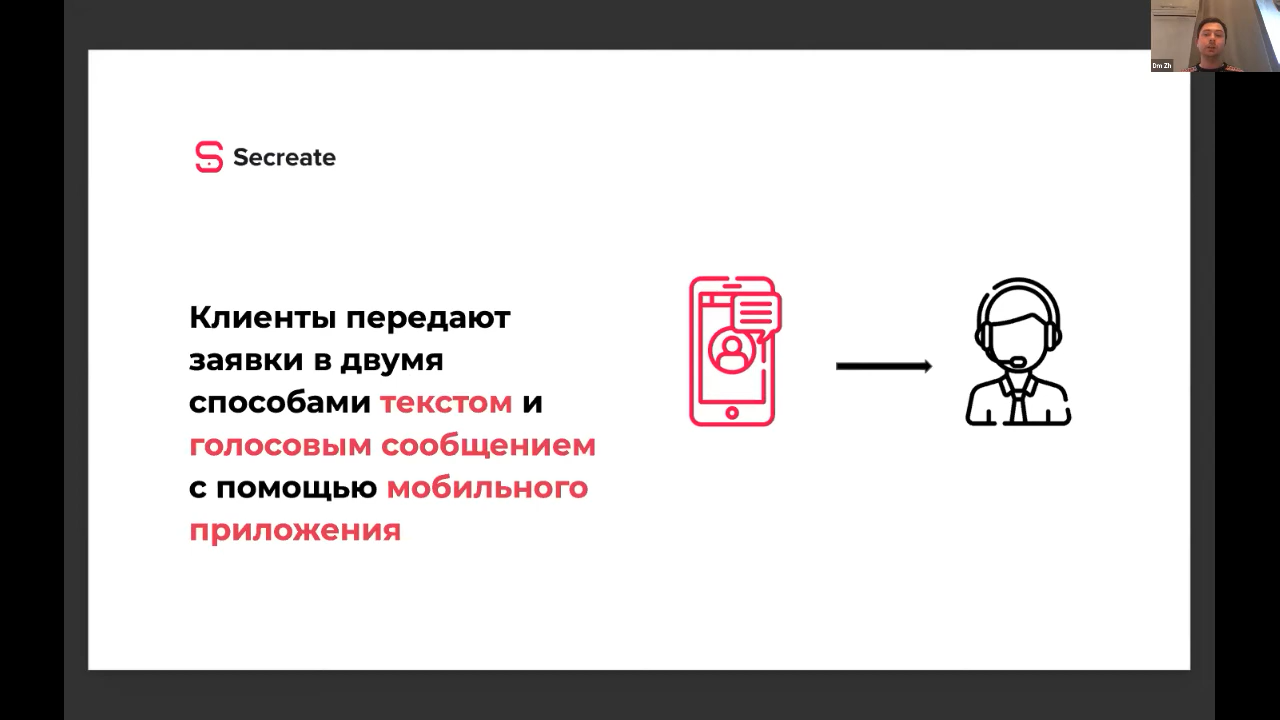 Dm Zh
Secreate
Клиенты передают
заявки в двумя
способами текстом и
голосовым сообщением
с помощью мобильного
приложения